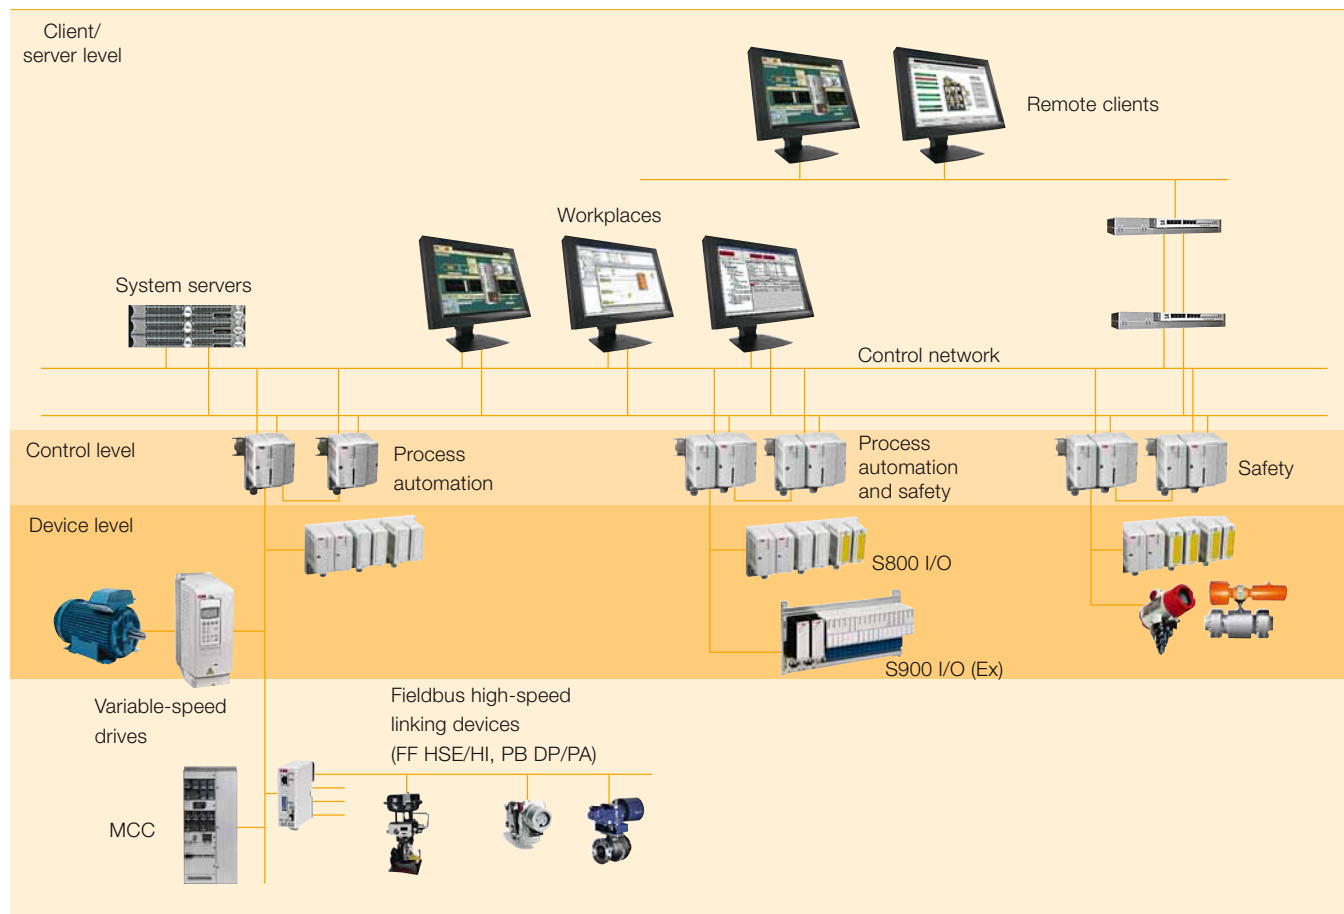 Client/
server level
Remote clients
Workplaces
System servers
Control network
Control level
Process
automation
Process
automation
and safety
Safety
Device level
S800 I/O
S900 I/O (Ex)
Variable-speed
drives
Fieldbus high-speed
linking devices
(FF HSE/HI, PB DP/PA)
MCC